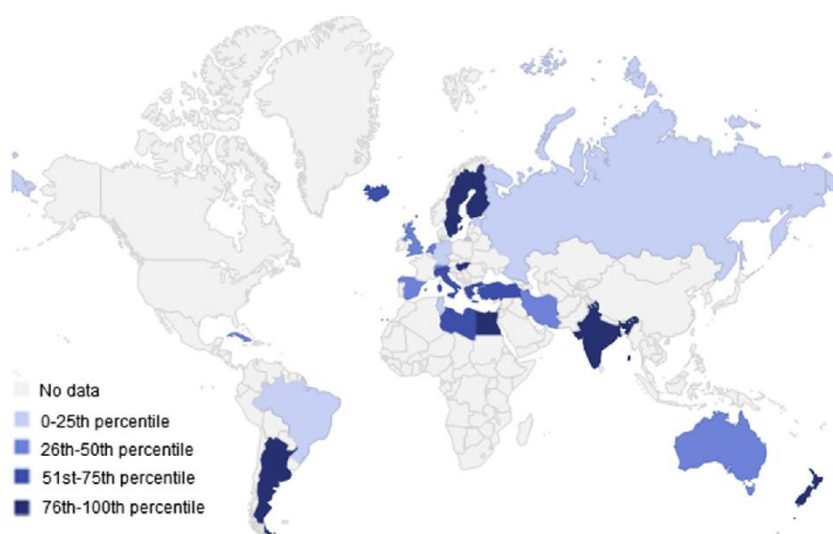 No data
0-25th percentile
26th-50th percentile
51st-75th percentile
76th-100th percentile